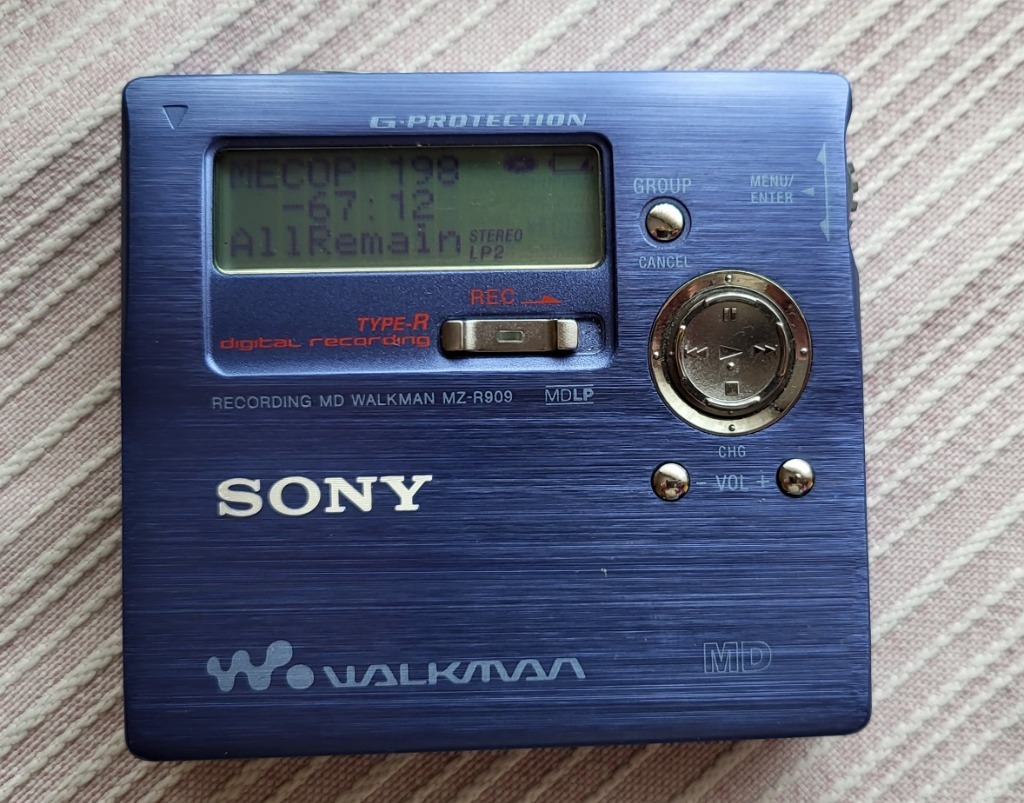 G-PROTECTION
MECOP 198
-67:12
AllRemain STEREO
LP2
GROUP
CANCEL
MENU/
ENTER
REC
TYPE-R
digital recording
RECORDING MD WALKMAN MZ-R909 MDLP
CHG
- VOL +
SONY
WALKMAN
MD